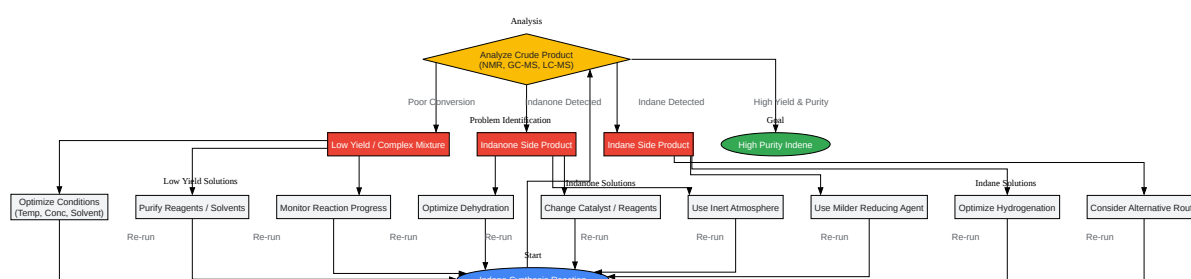 Analysis
Analyze Crude Product
(NMR, GC-MS, LC-MS)
Poor Conversion
Indanone Detected
Indane Detected
High Yield & Purity
Problem Identification
Goal
Low Yield / Complex Mixture
Indanone Side Product
Indane Side Product
High Purity Indene
Low Yield Solutions
Indanone Solutions
Indane Solutions
Optimize Conditions
(Temp, Conc, Solvent)
Purify Reagents / Solvents
Monitor Reaction Progress
Optimize Dehydration
Change Catalyst / Reagents
Use Inert Atmosphere
Use Milder Reducing Agent
Optimize Hydrogenation
Consider Alternative Rout
Re-run
Re-run
Re-run
Re-run
Re-run
Re-run
Re-run
Re-run
Re-run
Start